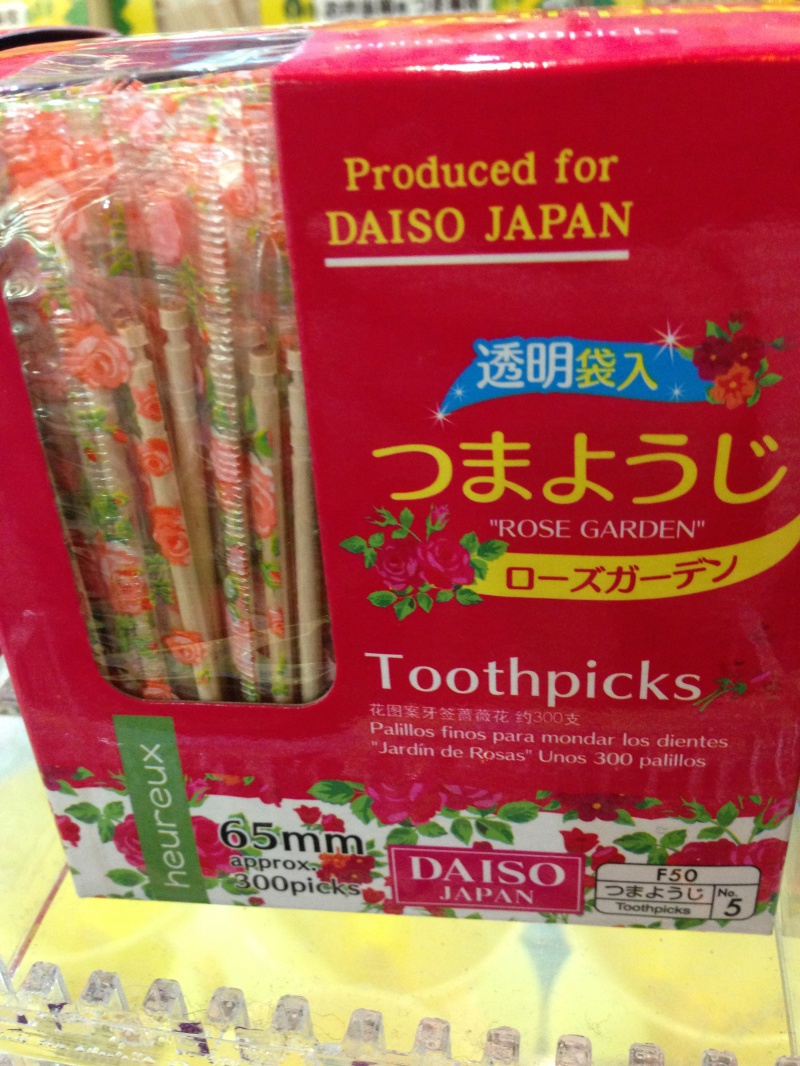 Produced for
DAISO JAPAN
透明袋入
つまようじ
"ROSE GARDEN"
ローズガーデン
Toothpicks
花图案牙签蔷薇花 约300支
Palillos finos para mondar los dientes
"Jardín de Rosas" Unos 300 palillos
heureux
65mm
approx.
300picks
DAISO
JAPAN
F50
つまようじ No.
Toothpicks 5